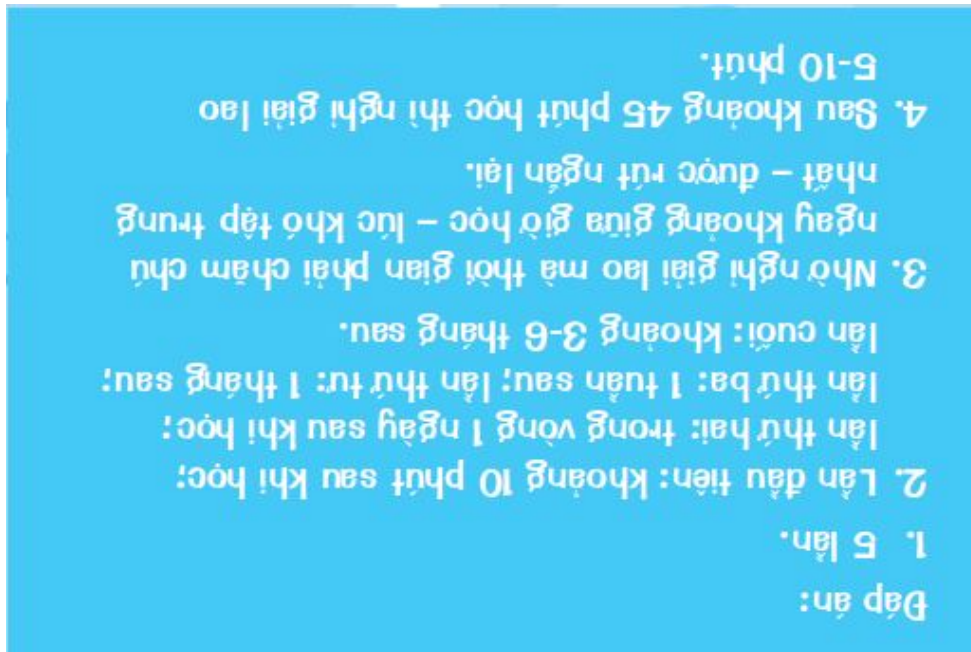 Đáp án:
1. 5 lần.
2. Lần đầu tiên: khoảng 10 phút sau khi học;
lần thứ hai: trong vòng 1 ngày sau khi học;
lần thứ ba: 1 tuần sau; lần thứ tư: 1 tháng sau;
lần cuối: khoảng 3-6 tháng sau.
3. Nhờ nghỉ giải lao mà thời gian phải chăm chú
ngay khoảng giữa giờ học – lúc khó tập trung
nhất – được rút ngắn lại.
4. Sau khoảng 45 phút học thì nghỉ giải lao
5-10 phút.